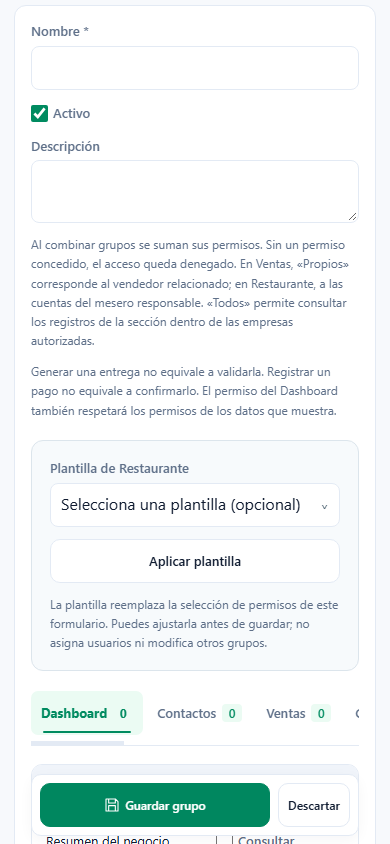 Nombre *
Activo
Descripción
Al combinar grupos se suman sus permisos. Sin un permiso
concedido, el acceso queda denegado. En Ventas, «Propios»
corresponde al vendedor relacionado; en Restaurante, a las
cuentas del mesero responsable. «Todos» permite consultar
los registros de la sección dentro de las empresas
autorizadas.
Generar una entrega no equivale a validarla. Registrar un
pago no equivale a confirmarlo. El permiso del Dashboard
también respetará los permisos de los datos que muestra.
Plantilla de Restaurante
Selecciona una plantilla (opcional)
Aplicar plantilla
La plantilla reemplaza la selección de permisos de este
formulario. Puedes ajustarla antes de guardar; no
asigna usuarios ni modifica otros grupos.
Dashboard 0 Contactos 0 Ventas 0
Guardar grupo Descartar
Resumen del negocio Consultar